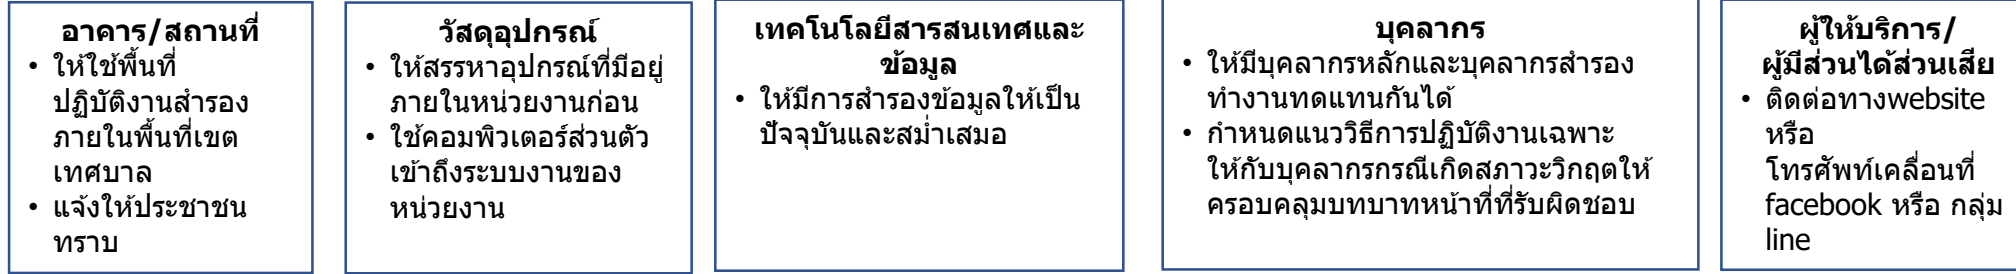 อาคาร/สถานที่
• ให้ใช้พื้นที่
ปฏิบัติงานสำรอง
ภายในพื้นที่เขต
เทศบาล
• แจ้งให้ประชาชน
ทราบ
วัสดุอุปกรณ์
• ให้สรรหาอุปกรณ์ที่มีอยู่
ภายในหน่วยงานก่อน
• ใช้คอมพิวเตอร์ส่วนตัว
เข้าถึงระบบงานของ
หน่วยงาน
เทคโนโลยีสารสนเทศและ
ข้อมูล
• ให้มีการสำรองข้อมูลให้เป็น
ปัจจุบันและสม่ำเสมอ
บุคลากร
• ให้มีบุคลากรหลักและบุคลากรสำรอง
ทำงานทดแทนกันได้
• กำหนดแนววิธีการปฏิบัติงานเฉพาะ
ให้กับบุคลากรกรณีเกิดสภาวะวิกฤตให้
ครอบคลุมบทบาทหน้าที่ที่รับผิดชอบ
ผู้ให้บริการ/
ผู้มีส่วนได้ส่วนเสีย
• ติดต่อทางwebsite
หรือ
โทรศัพท์เคลื่อนที่
facebook หรือ กลุ่ม
line